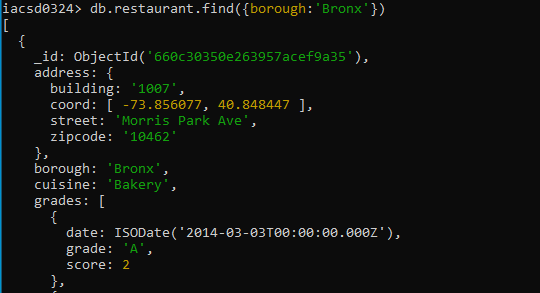 iacsd0324> db.restaurant.find({borough:'Bronx'})
[
  {
    _id: ObjectId('660c30350e263957acef9a35'),
    address: {
      building: '1007',
      coord: [ -73.856077, 40.848447 ],
      street: 'Morris Park Ave',
      zipcode: '10462'
    },
    borough: 'Bronx',
    cuisine: 'Bakery',
    grades: [
      {
        date: ISODate('2014-03-03T00:00:00.000Z'),
        grade: 'A',
        score: 2
      },